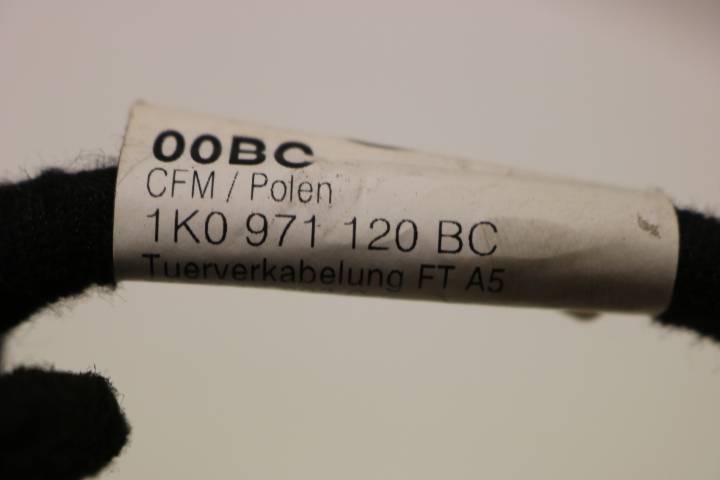 00BC
CFM / Polen
1K0 971 120 BC
Tuerverkabelung FT A5